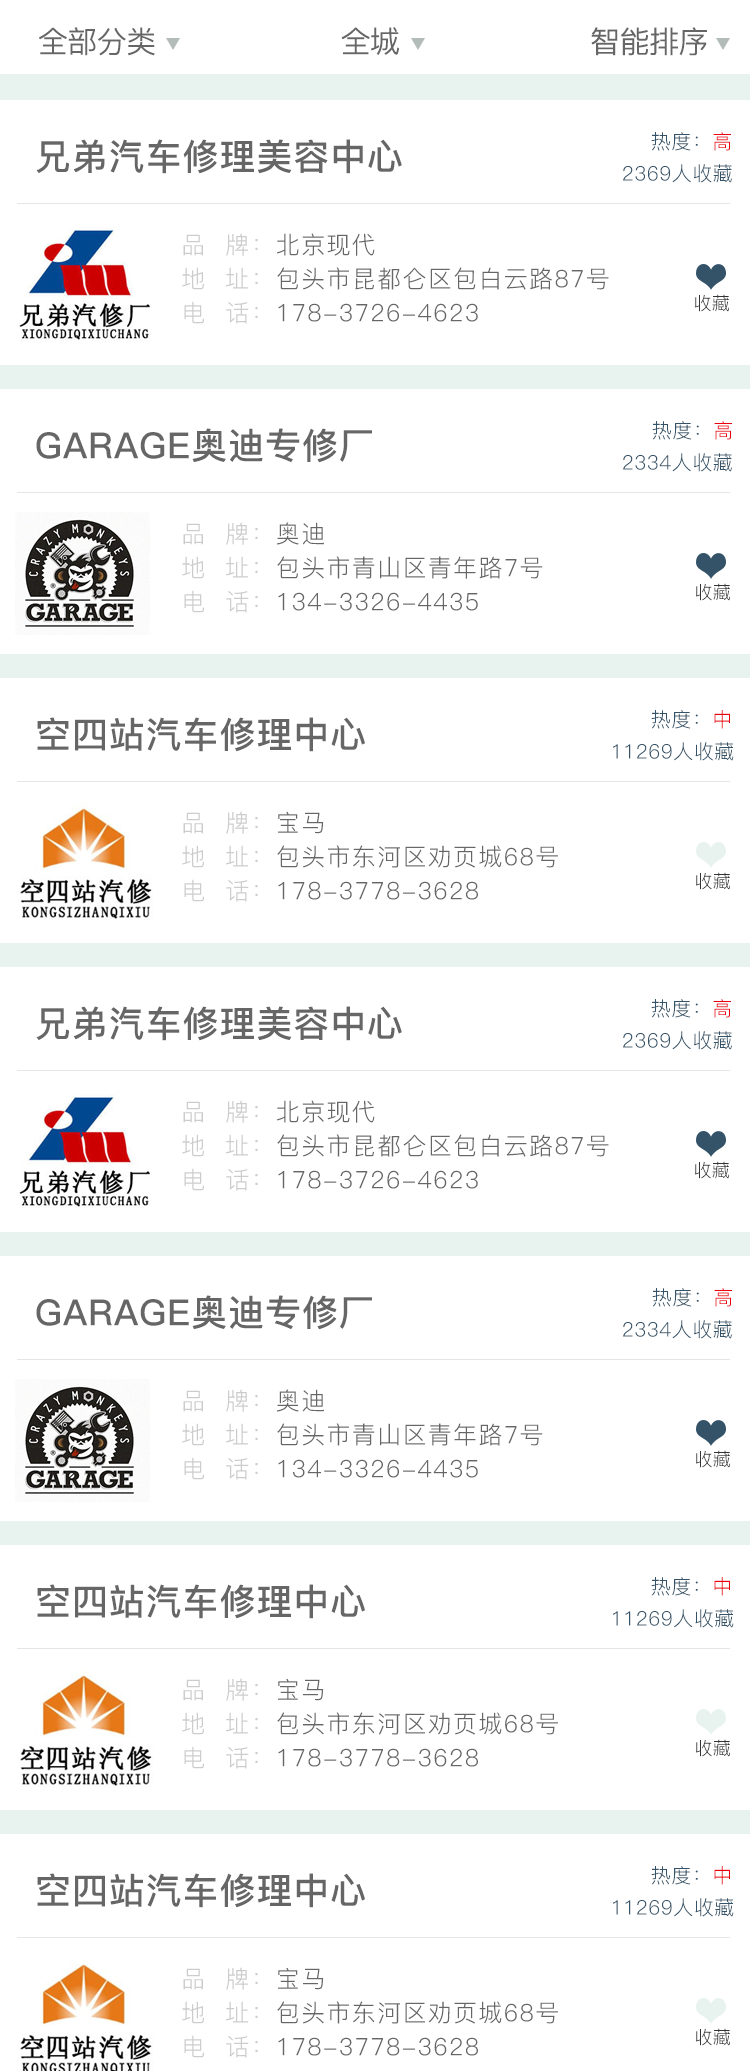 全部分类 全城 智能排序
兄弟汽车修理美容中心
热度：高
2369人收藏
兄弟汽修厂
XIONGDIQIXIUCHANG
品 牌：北京现代
地 址：包头市昆都仑区包白云路87号
电 话：178-3726-4623
收藏
GARAGE奥迪专修厂
热度：高
2334人收藏
CRAZY MONKEYS
GARAGE
品 牌：奥迪
地 址：包头市青山区青年路7号
电 话：134-3326-4435
收藏
空四站汽车修理中心
热度：中
11269人收藏
空四站汽修
KONGSIZHANQIXIU
品 牌：宝马
地 址：包头市东河区劝页城68号
电 话：178-3778-3628
收藏
兄弟汽车修理美容中心
热度：高
2369人收藏
兄弟汽修厂
XIONGDIQIXIUCHANG
品 牌：北京现代
地 址：包头市昆都仑区包白云路87号
电 话：178-3726-4623
收藏
GARAGE奥迪专修厂
热度：高
2334人收藏
CRAZY MONKEYS
GARAGE
品 牌：奥迪
地 址：包头市青山区青年路7号
电 话：134-3326-4435
收藏
空四站汽车修理中心
热度：中
11269人收藏
空四站汽修
KONGSIZHANQIXIU
品 牌：宝马
地 址：包头市东河区劝页城68号
电 话：178-3778-3628
收藏
空四站汽车修理中心
热度：中
11269人收藏
空四站汽修
KONGSIZHANQIXIU
品 牌：宝马
地 址：包头市东河区劝页城68号
电 话：178-3778-3628
收藏